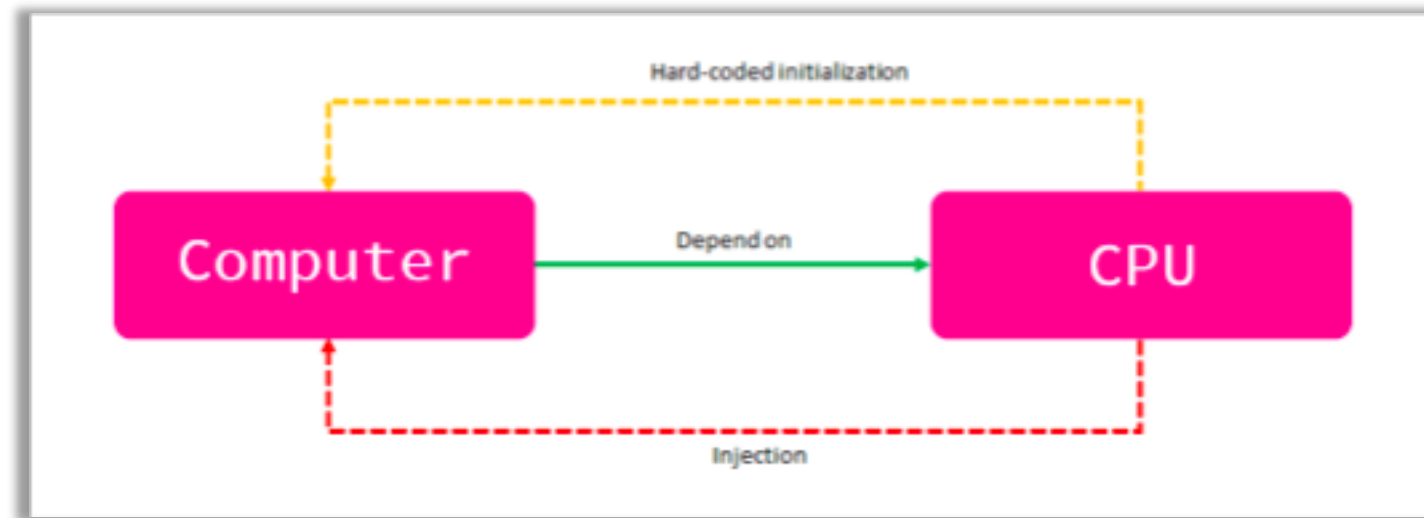 Hard-coded initialization
Computer
Depend on
CPU
Injection